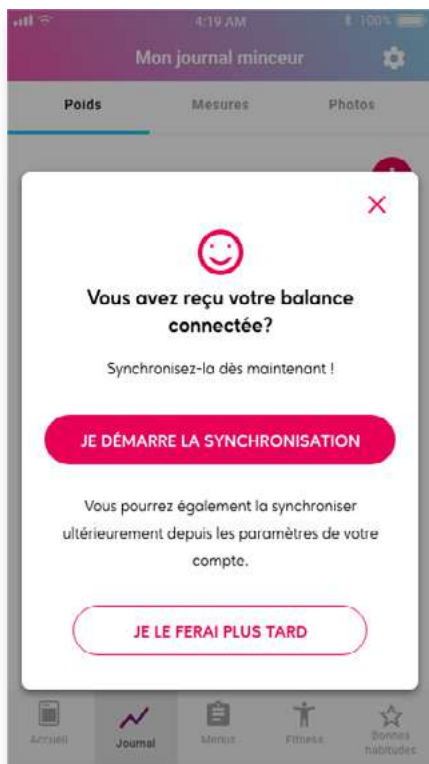 4:19 AM
100%
Mon journal minceur
Poids
Mesures
Photos
Vous avez reçu votre balance
connectée?
Synchronisez-la dès maintenant !
JE DÉMARRE LA SYNCHRONISATION
Vous pourrez également la synchroniser
ultérieurement depuis les paramètres de votre
compte.
JE LE FERAI PLUS TARD
Accueil
Journal
Menus
Fitness
Bonnes
habitudes